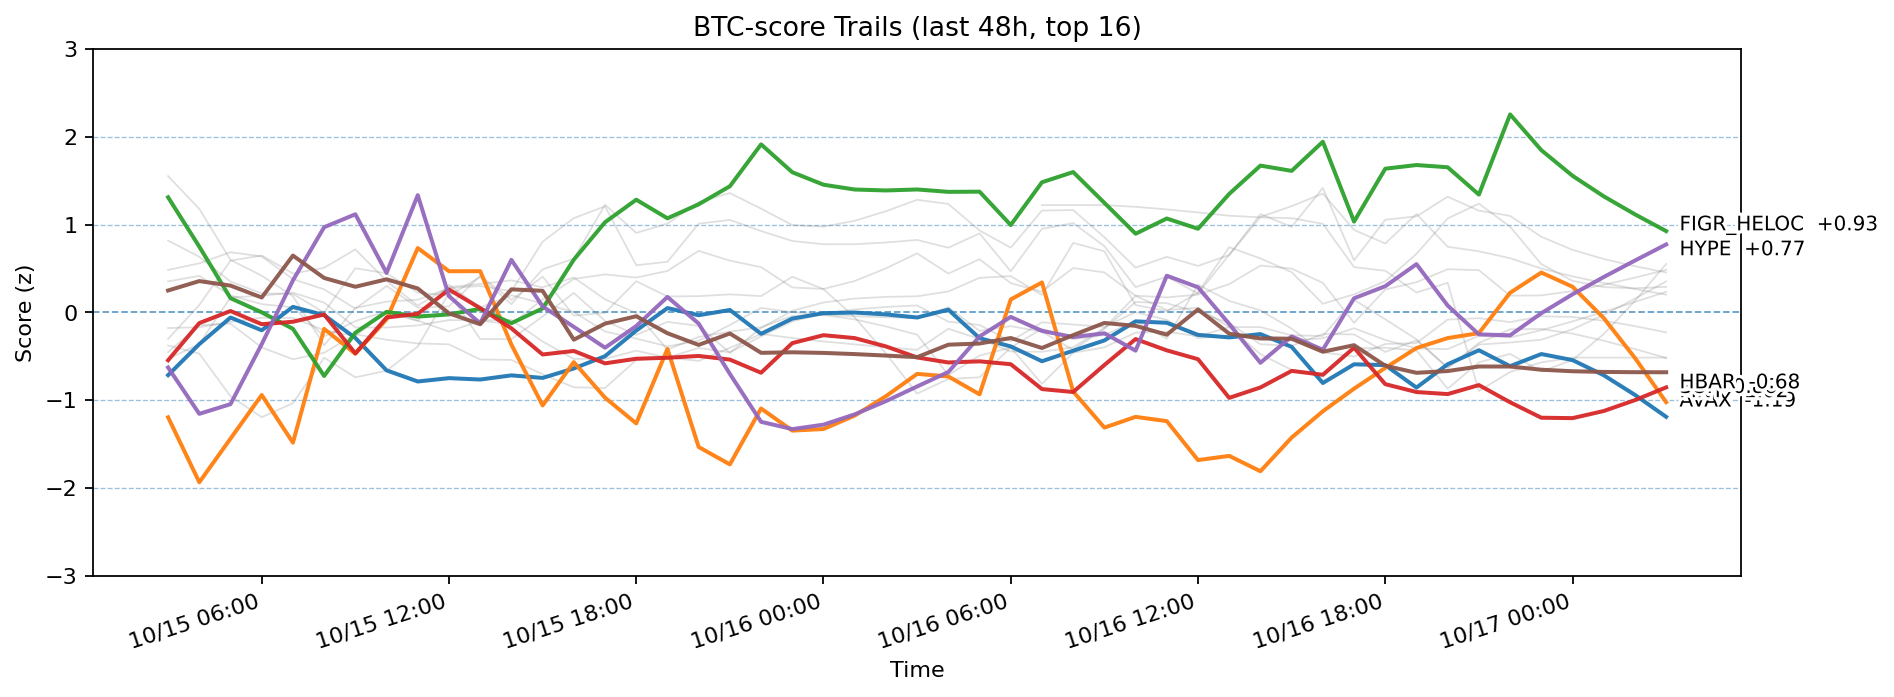 BTC-score Trails (last 48h, top 16)
Score (z)
3
2
1
0
−1
−2
−3
FIGR_HELOC +0.93
HYPE +0.77
HBAR -0.68
AVAX -1.19
10/15 06:00
10/15 12:00
10/15 18:00
10/16 00:00
10/16 06:00
10/16 12:00
10/16 18:00
10/17 00:00
Time